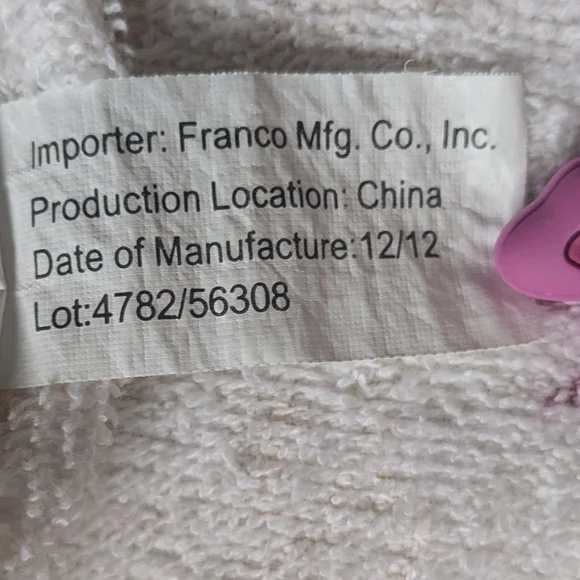 Importer: Franco Mfg. Co., Inc.
Production Location: China
Date of Manufacture:12/12
Lot:4782/56308